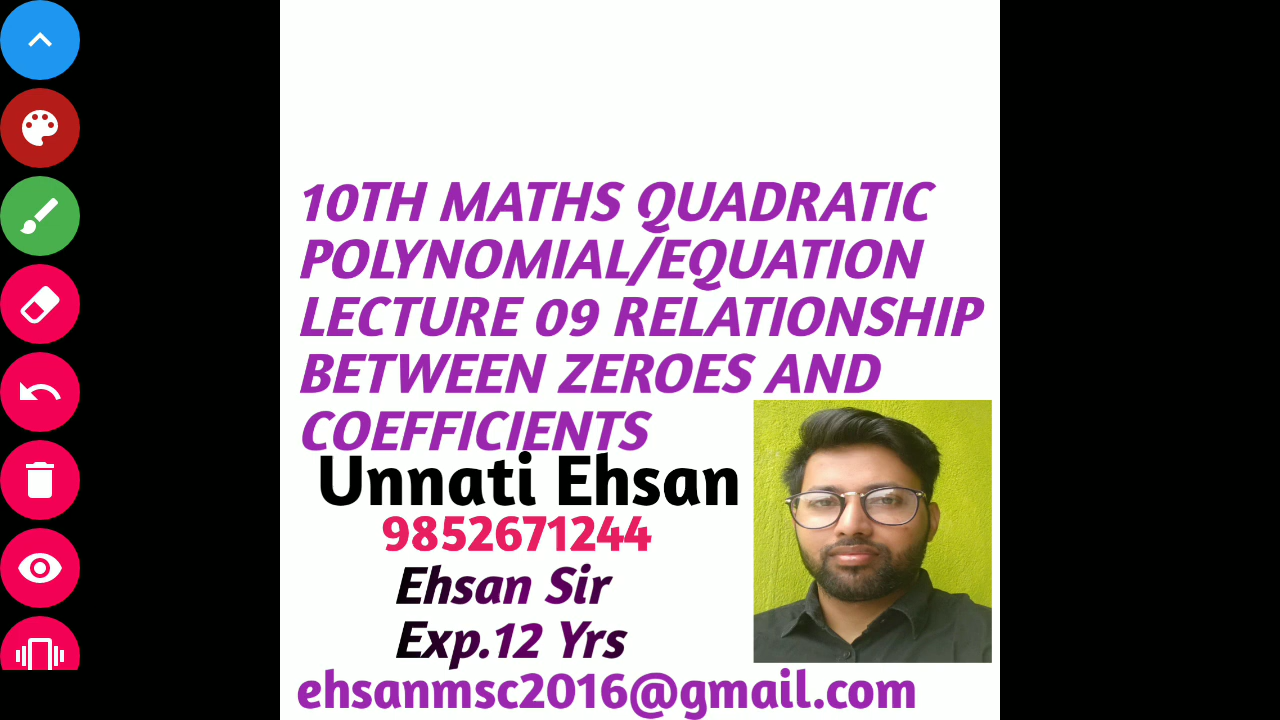 10TH MATHS QUADRATIC
POLYNOMIAL/EQUATION
LECTURE 09 RELATIONSHIP
BETWEEN ZEROES AND
COEFFICIENTS
Unnati Ehsan
9852671244
Ehsan Sir
Exp.12 Yrs
ehsanmsc2016@gmail.com